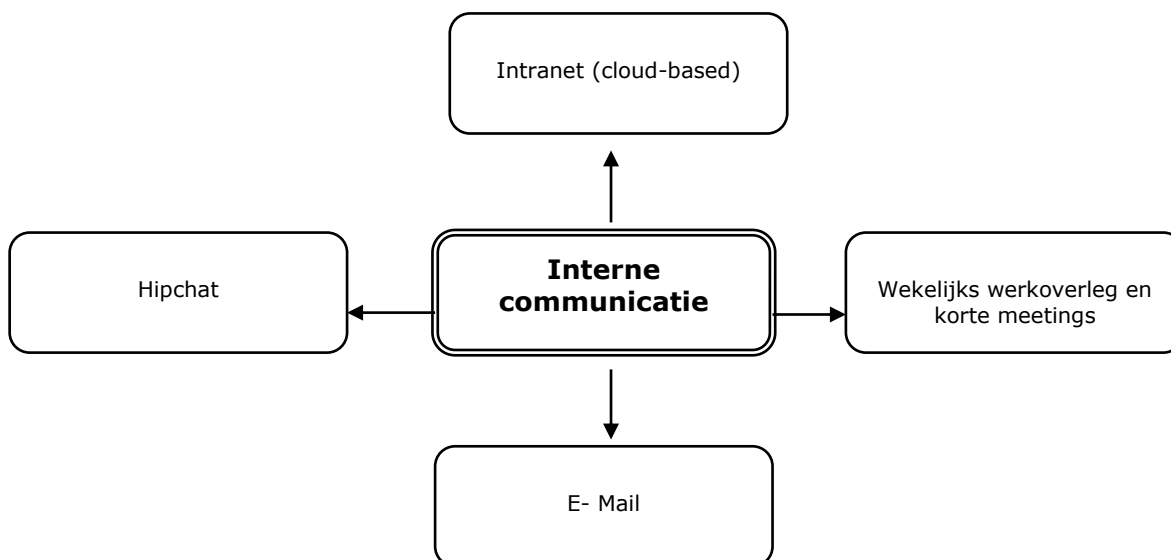 Intranet (cloud-based)
Hipchat
Interne
communicatie
Wekelijks werkoverleg en
korte meetings
E- Mail